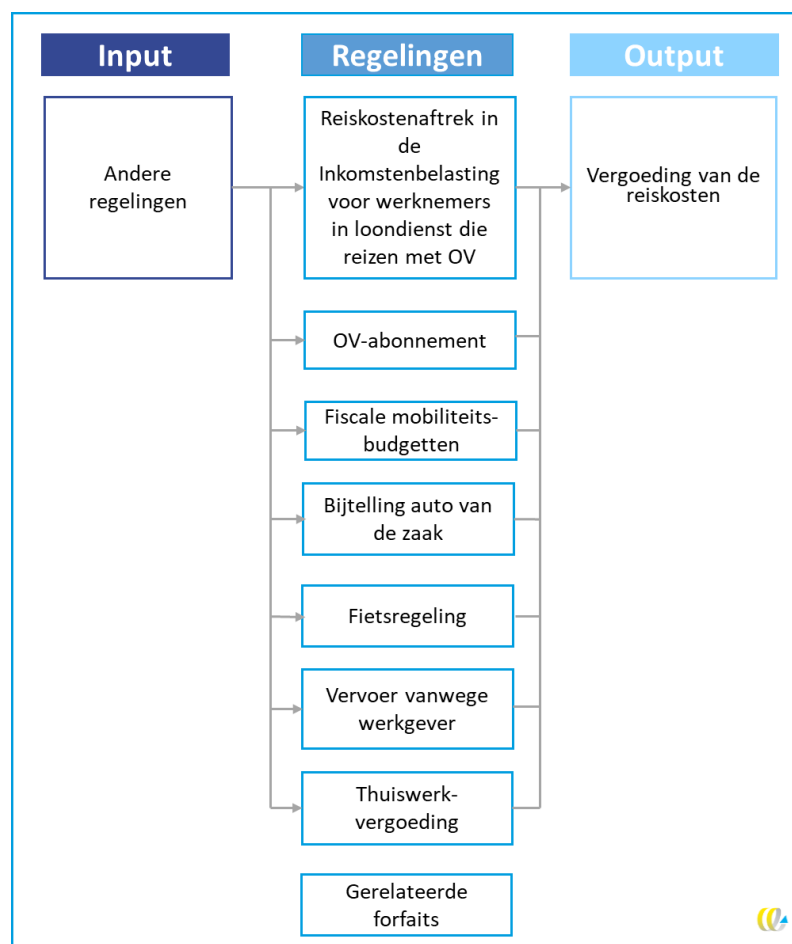 Input
Regelingen
Output
Andere
regelingen
Reiskostenaftrek in
de
Inkomstenbelasting
voor werknemers
in loondienst die
reizen met OV
Vergoeding van de
reiskosten
OV-abonnement
Fiscale mobiliteits-
budgetten
Bijtelling auto van
de zaak
Fietsregeling
Vervoer vanwege
werkgever
Thuiswerk-
vergoeding
Gerelateerde
forfaits